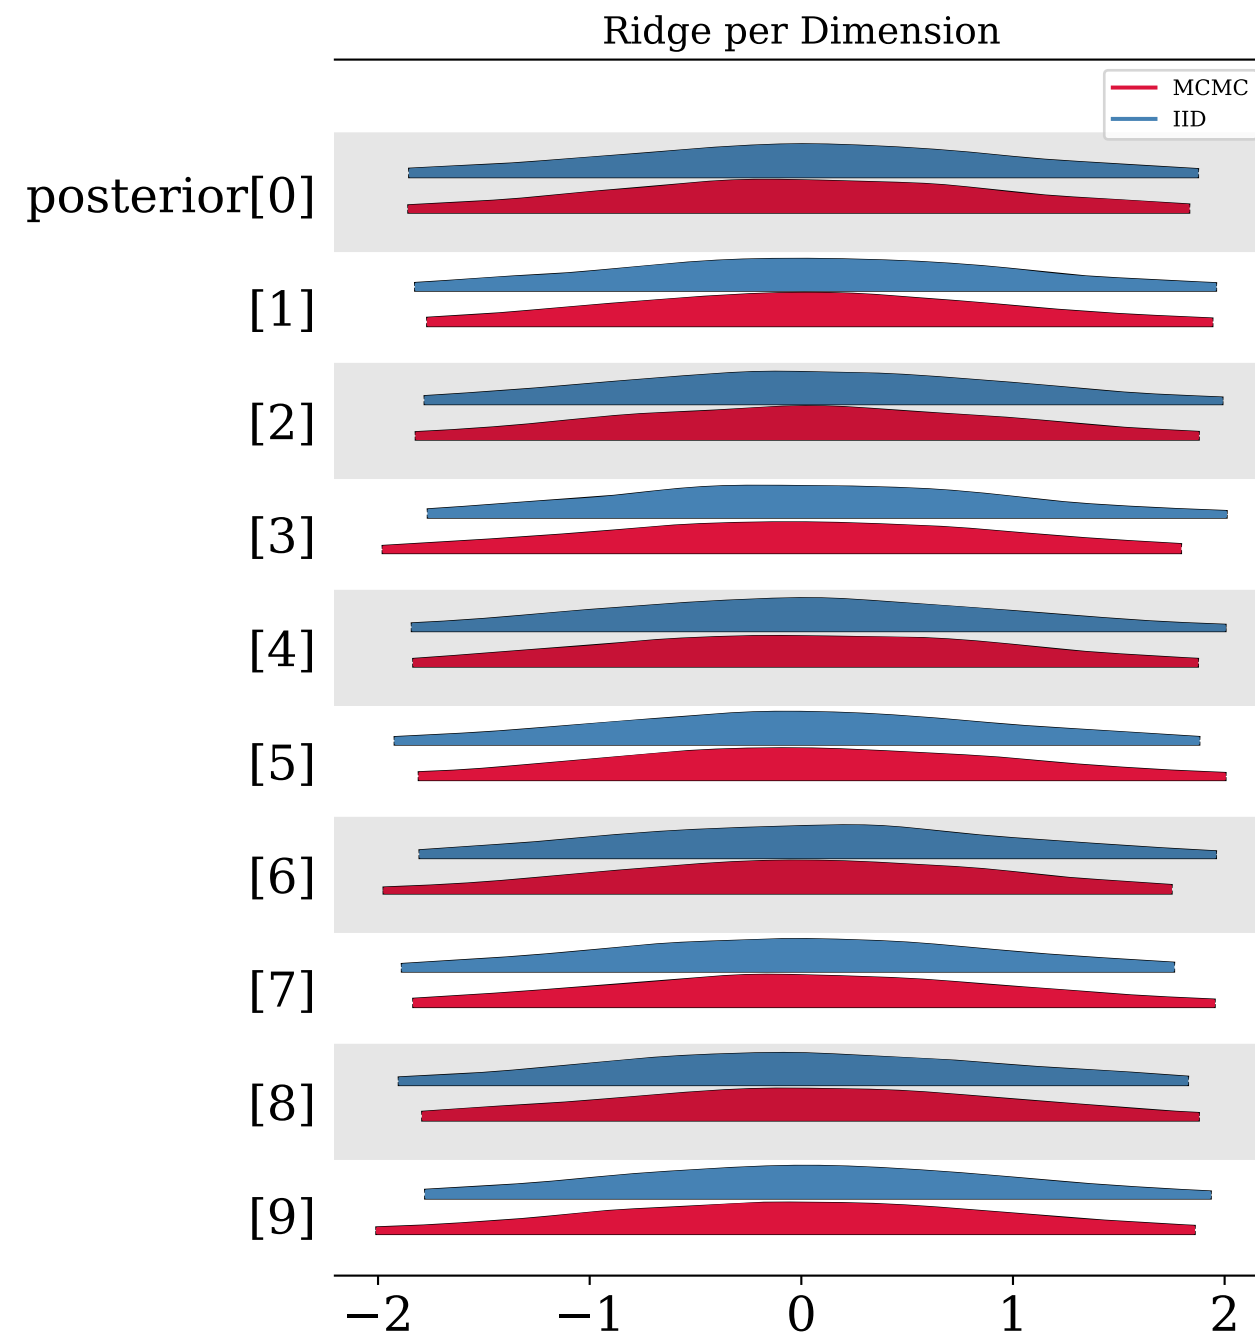 Ridge per Dimension
MCMC
IID
posterior[0]
[1]
[2]
[3]
[4]
[5]
[6]
[7]
[8]
[9]
−2 −1 0 1 2